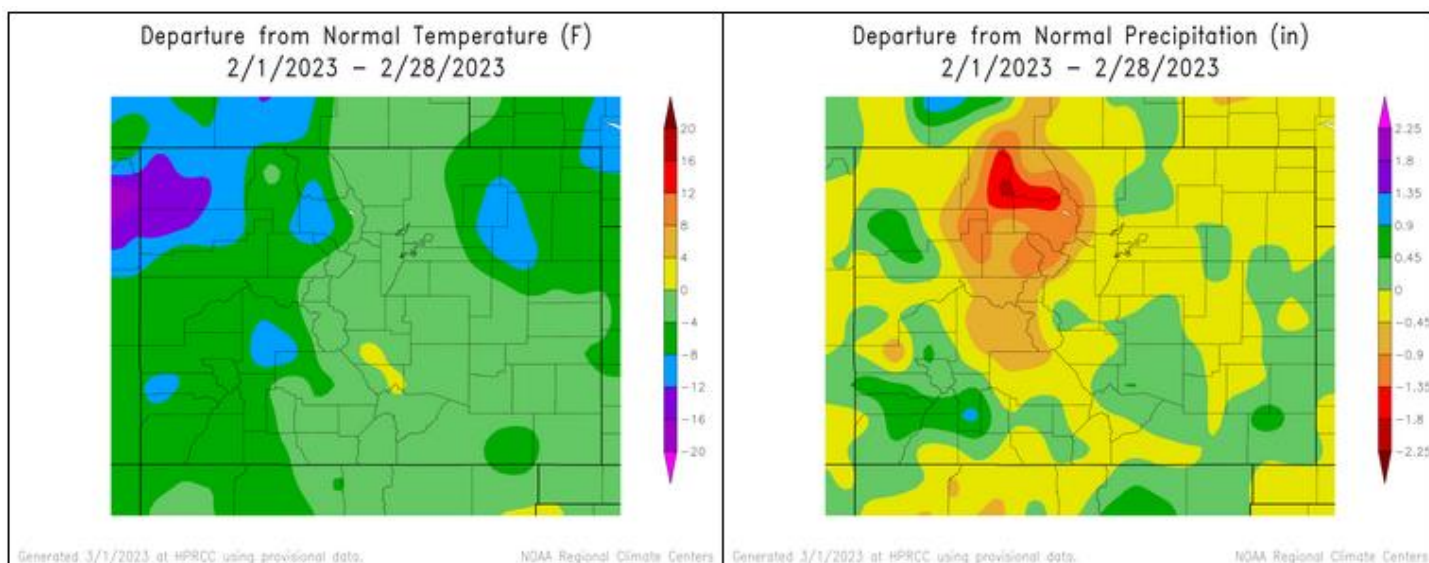 Departure from Normal Temperature (F)
2/1/2023 – 2/28/2023
20
16
12
8
4
0
-4
-8
-12
-16
-20
Generated 3/1/2023 at HPRCC using provisional data.
NOAA Regional Climate Centers
Departure from Normal Precipitation (in)
2/1/2023 – 2/28/2023
2.25
1.8
1.35
0.9
0.45
0
-0.45
-0.9
-1.35
-1.8
-2.25
Generated 3/1/2023 at HPRCC using provisional data.
NOAA Regional Climate Centers